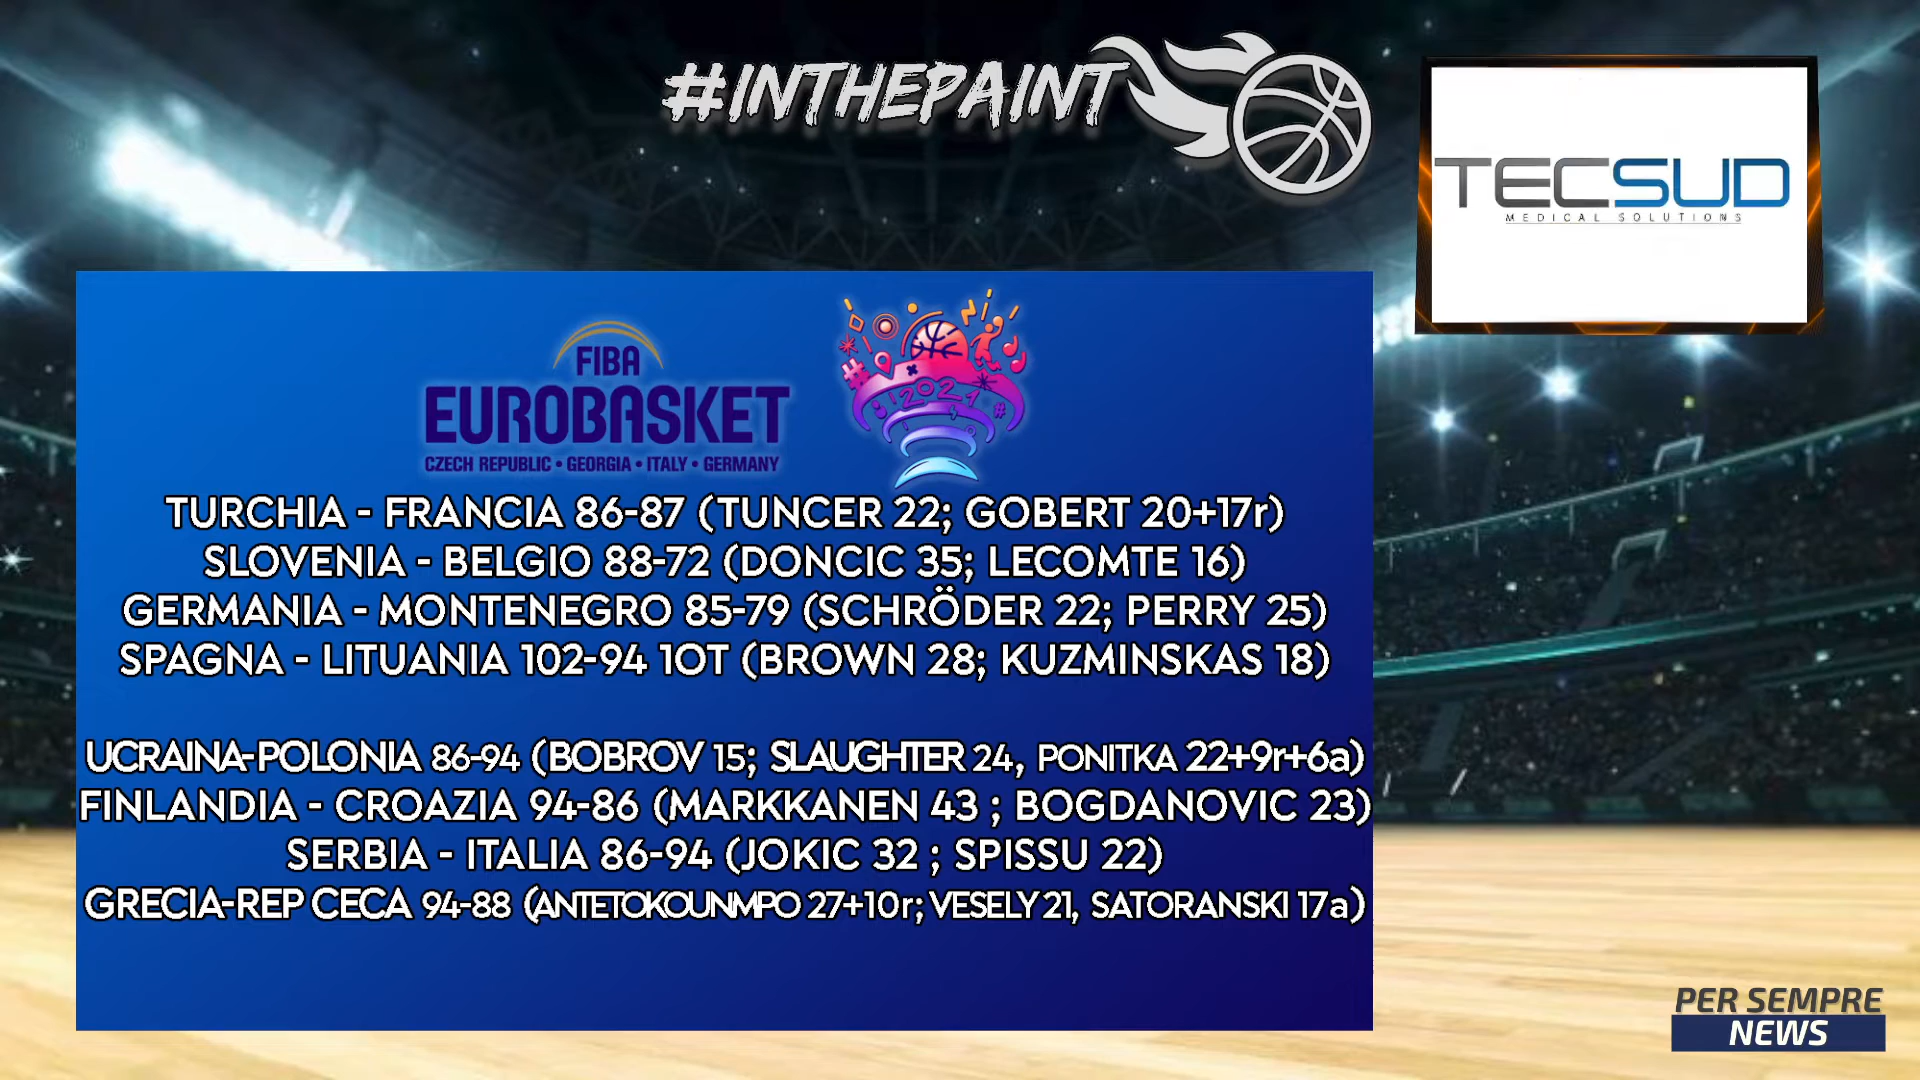 #INTHEPAINT
TECSUD
MEDICAL SOLUTIONS
FIBA
EUROBASKET
CZECH REPUBLIC • GEORGIA • ITALY • GERMANY
2021
TURCHIA - FRANCIA 86-87 (TUNCER 22; GOBERT 20+17r)
SLOVENIA - BELGIO 88-72 (DONCIC 35; LECOMTE 16)
GERMANIA - MONTENEGRO 85-79 (SCHRÖDER 22; PERRY 25)
SPAGNA - LITUANIA 102-94 1OT (BROWN 28; KUZMINSKAS 18)
UCRAINA-POLONIA 86-94 (BOBROV 15; SLAUGHTER 24, PONITKA 22+9r+6a)
FINLANDIA - CROAZIA 94-86 (MARKKANEN 43 ; BOGDANOVIC 23)
SERBIA - ITALIA 86-94 (JOKIC 32 ; SPISSU 22)
GRECIA-REP CECA 94-88 (ANTETOKOUNMPO 27+10r; VESELY 21, SATORANSKI 17a)
PER SEMPRE
NEWS